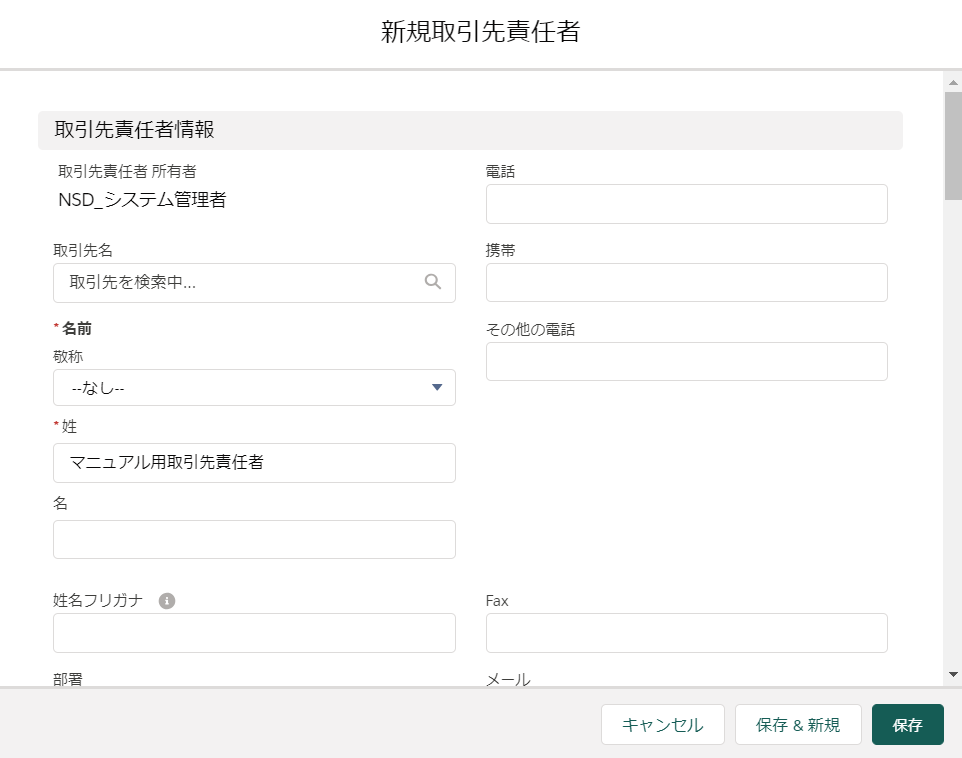 新規取引先責任者
取引先責任者情報
取引先責任者 所有者
NSD_システム管理者
電話
取引先名
取引先を検索中...
携帯
*名前
敬称
--なし--
その他の電話
*姓
マニュアル用取引先責任者
名
姓名フリガナ
Fax
部署
メール
キャンセル
保存 & 新規
保存